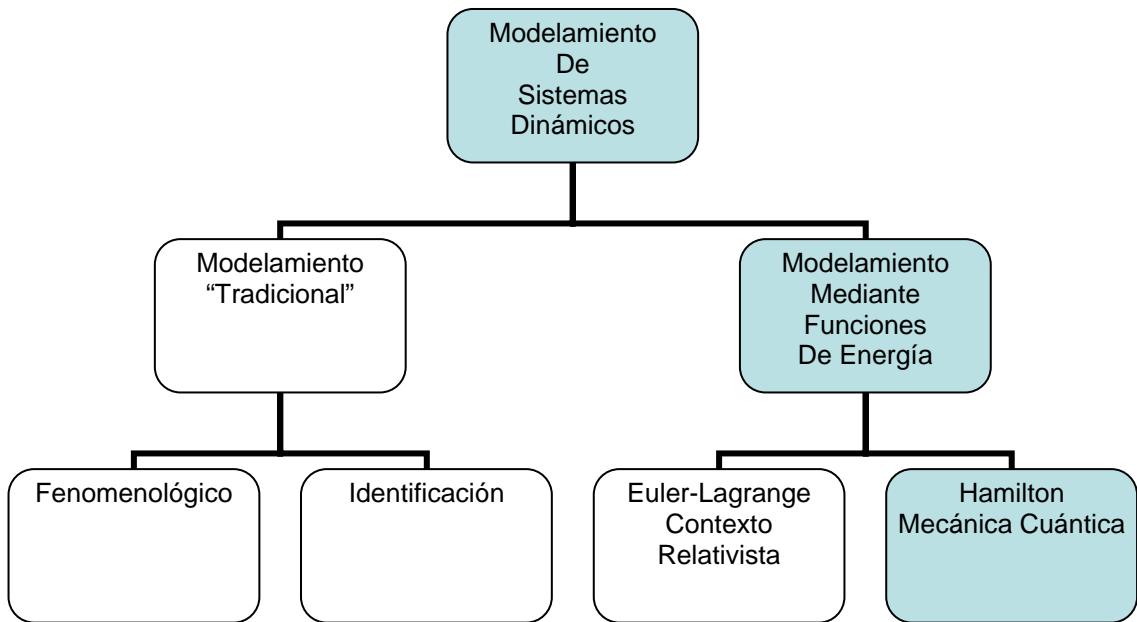 Modelamiento
De
Sistemas
Dinámicos
Modelamiento
“Tradicional”
Modelamiento
Mediante
Funciones
De Energía
Fenomenológico
Identificación
Euler-Lagrange
Contexto
Relativista
Hamilton
Mecánica Cuántica